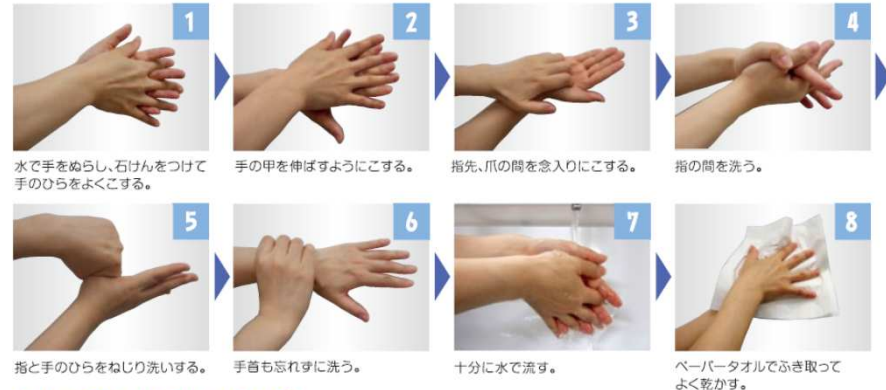 1
水で手をぬらし、石けんをつけて
手のひらをよくこする。
2
手の甲を伸ばすようにこする。
3
指先、爪の間を念入りにこする。
4
指の間を洗う。
5
指と手のひらをねじり洗いする。
6
手首も忘れずに洗う。
7
十分に水で流す。
8
ペーパータオルでふき取って
よく乾かす。